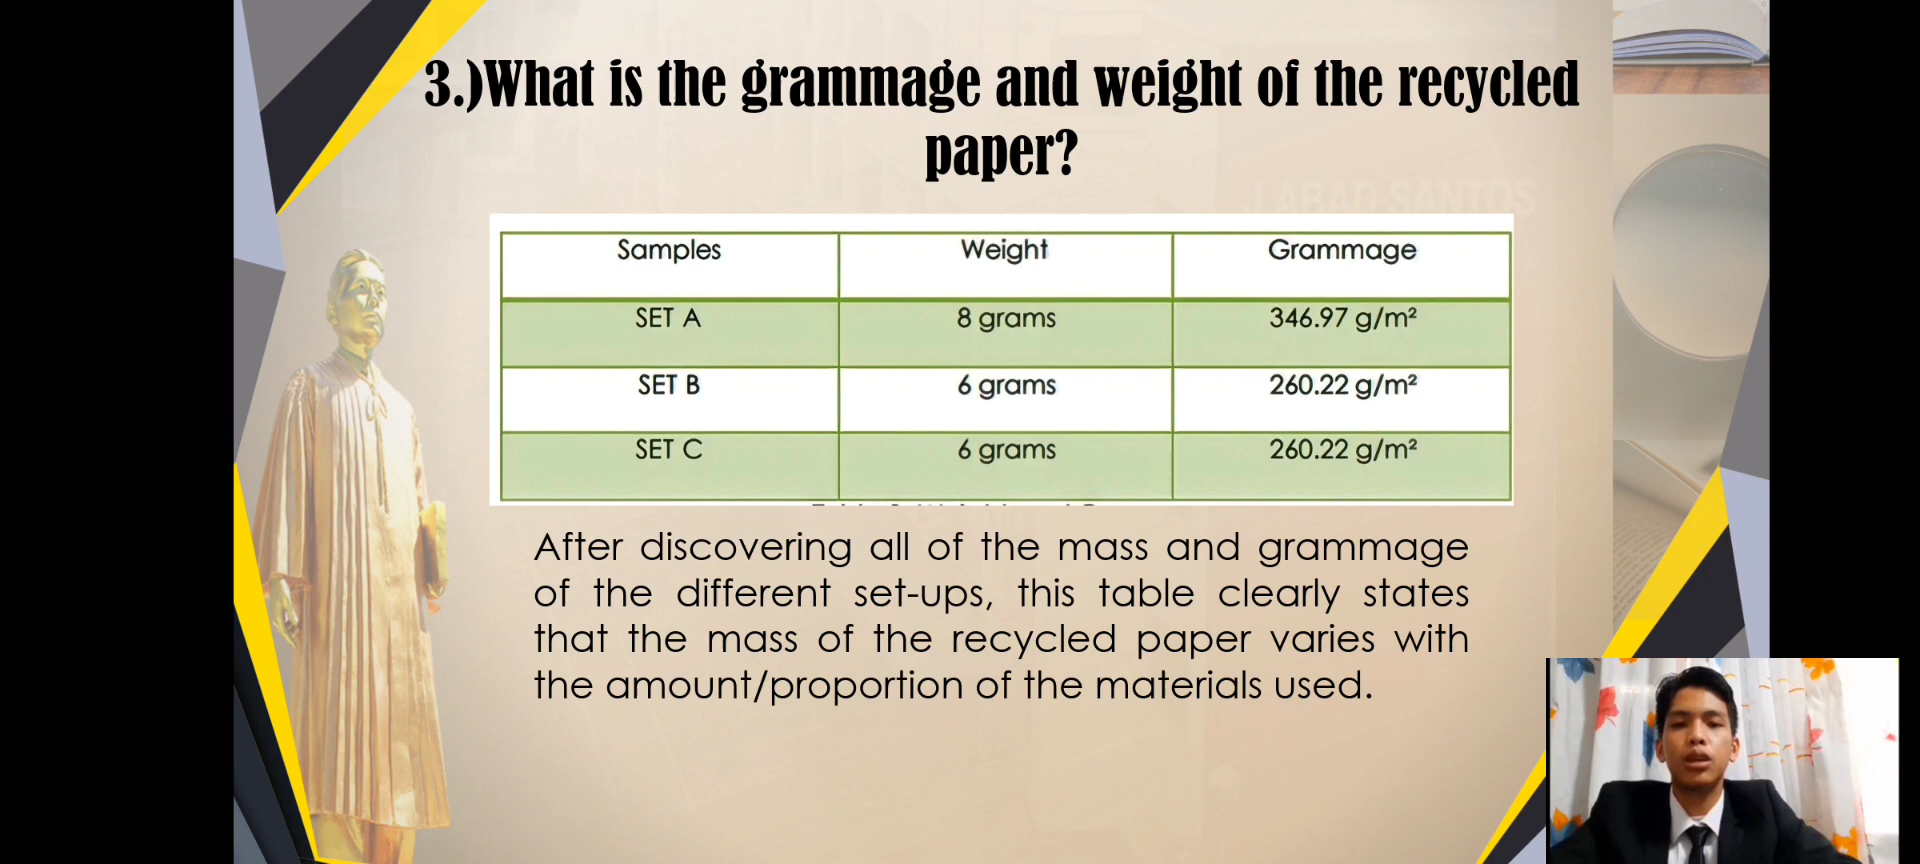 3.)What is the grammage and weight of the recycled
paper?
J ABAD SANTOS
Samples Weight Grammage
SET A 8 grams 346.97 g/m²
SET B 6 grams 260.22 g/m²
SET C 6 grams 260.22 g/m²
After discovering all of the mass and grammage
of the different set-ups, this table clearly states
that the mass of the recycled paper varies with
the amount/proportion of the materials used.